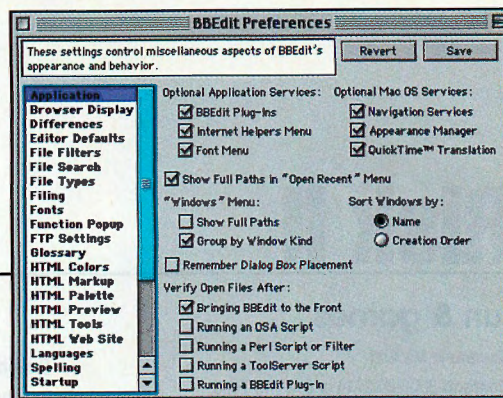 BBEdit Preferences
These settings control miscellaneous aspects of BBEdit's
appearance and behavior.
Revert
Save
Application
Browser Display
Differences
Editor Defaults
File Filters
File Search
File Types
Filing
Fonts
Function Popup
FTP Settings
Glossary
HTML Colors
HTML Markup
HTML Palette
HTML Preview
HTML Tools
HTML Web Site
Languages
Spelling
Startup
Optional Application Services:
BBEdit Plug-Ins
Internet Helpers Menu
Font Menu
Optional Mac OS Services:
Navigation Services
Appearance Manager
QuickTime™ Translation
Show Full Paths in "Open Recent" Menu
"Windows" Menu:
Show Full Paths
Group by Window Kind
Sort Windows by:
Name
Creation Order
Remember Dialog Box Placement
Verify Open Files After:
Bringing BBEdit to the Front
Running an OSA Script
Running a Perl Script or Filter
Running a ToolServer Script
Running a BBEdit Plug-In